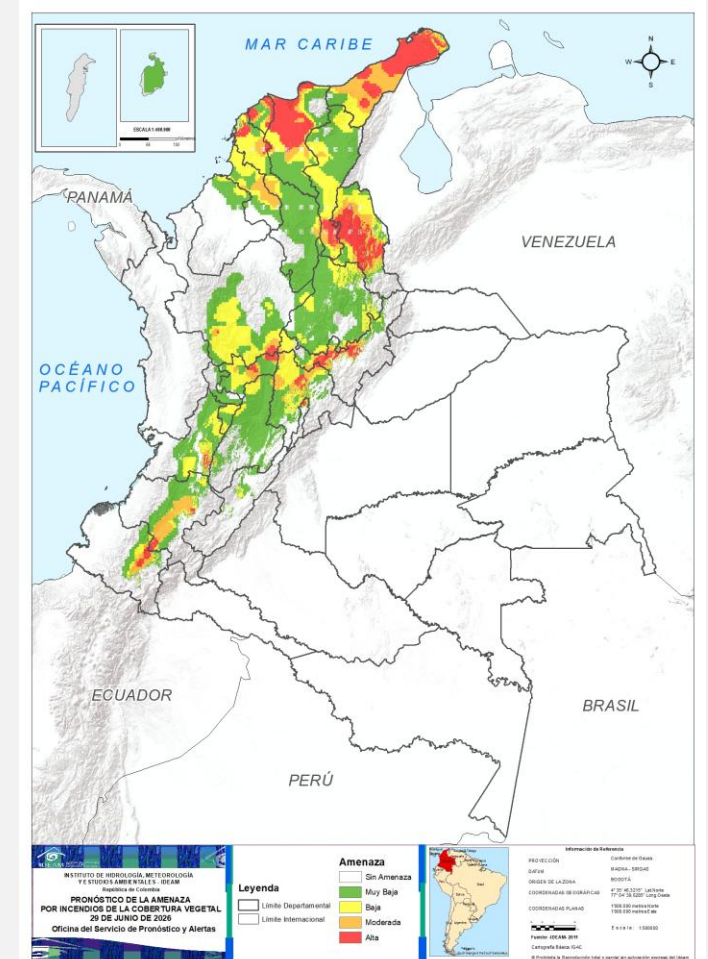 MAR CARIBE
N
W
E
S
PANAMÁ
VENEZUELA
OCÉANO
PACÍFICO
ECUADOR
BRASIL
PERÚ
IDEAM
INSTITUTO DE HIDROLOGÍA, METEOROLOGÍA
Y ESTUDIOS AMBIENTALES - IDEAM
República de Colombia
PRONÓSTICO DE LA AMENAZA
POR INCENDIOS DE LA COBERTURA VEGETAL
29 DE JUNIO DE 2026
Oficina del Servicio de Pronóstico y Alertas
Leyenda
Límite Departamental
Límite Internacional
Amenaza
Sin Amenaza
Muy Baja
Baja
Moderada
Alta
Información de Referencia
PROYECCIÓN
DATUM
ORIGEN DE LA ZONA
BOGOTÁ
COORDENADAS GEOGRÁFICAS
COORDENADAS PLANAS
Fuente: IDEAM- 2019
Cartografía Básica IGAC.